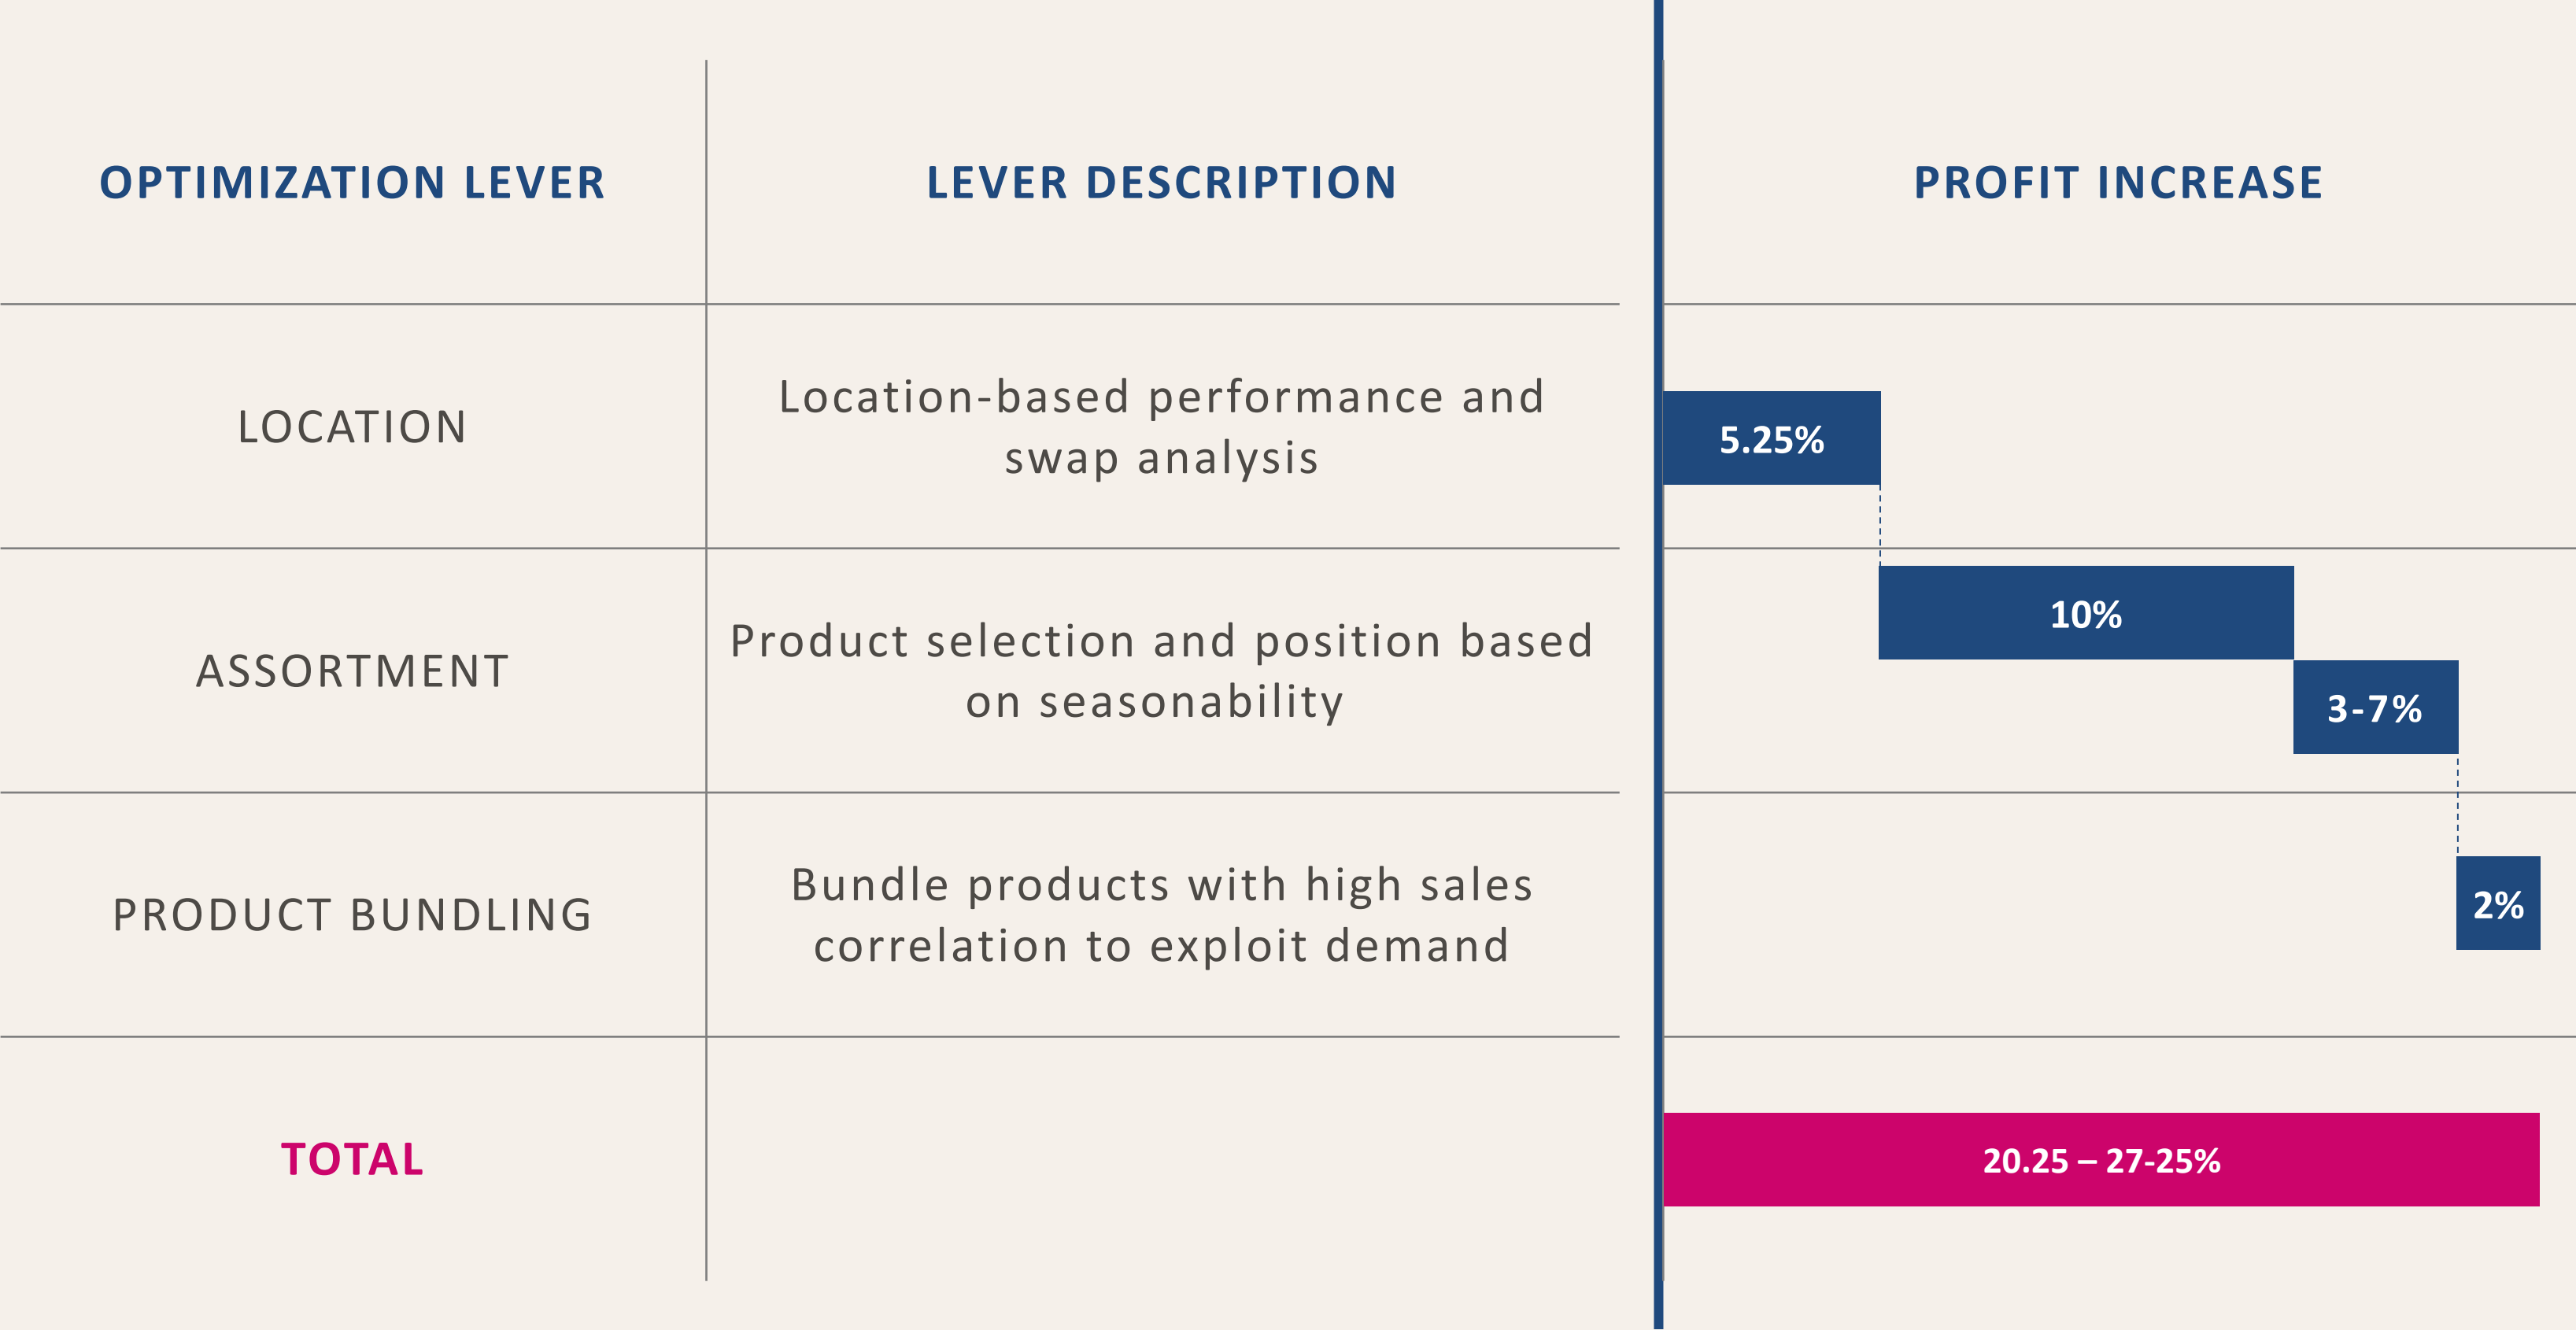 OPTIMIZATION LEVER
LEVER DESCRIPTION
PROFIT INCREASE
LOCATION
Location-based performance and
swap analysis
5.25%
ASSORTMENT
Product selection and position based
on seasonability
10%
3-7%
PRODUCT BUNDLING
Bundle products with high sales
correlation to exploit demand
2%
TOTAL
20.25 – 27-25%